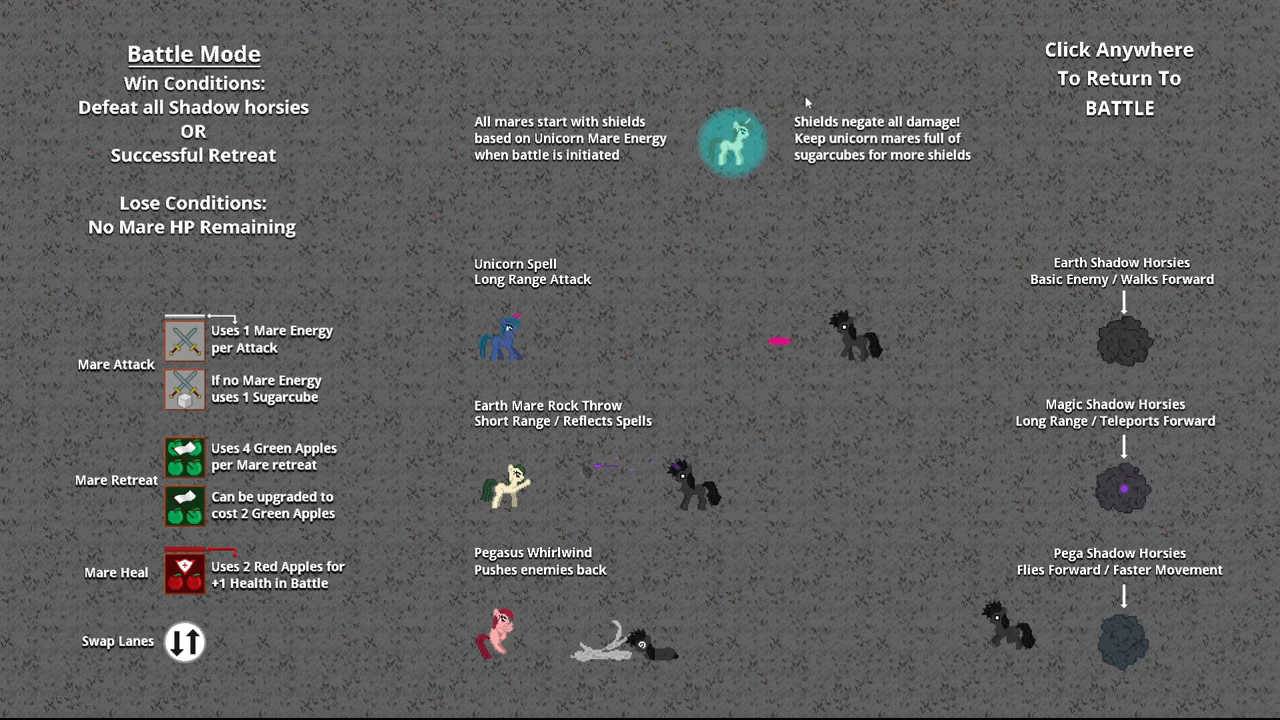 Battle Mode
Win Conditions:
Defeat all Shadow horsies
OR
Successful Retreat
Lose Conditions:
No Mare HP Remaining
Mare Attack
Uses 1 Mare Energy
per Attack
If no Mare Energy
uses 1 Sugarcube
Mare Retreat
Uses 4 Green Apples
per Mare retreat
Can be upgraded to
cost 2 Green Apples
Mare Heal
Uses 2 Red Apples for
+1 Health in Battle
Swap Lanes
All mares start with shields
based on Unicorn Mare Energy
when battle is initiated
Shields negate all damage!
Keep unicorn mares full of
sugarcubes for more shields
Unicorn Spell
Long Range Attack
Earth Mare Rock Throw
Short Range / Reflects Spells
Pegasus Whirlwind
Pushes enemies back
Click Anywhere
To Return To
BATTLE
Earth Shadow Horsies
Basic Enemy / Walks Forward
Magic Shadow Horsies
Long Range / Teleports Forward
Pega Shadow Horsies
Flies Forward / Faster Movement